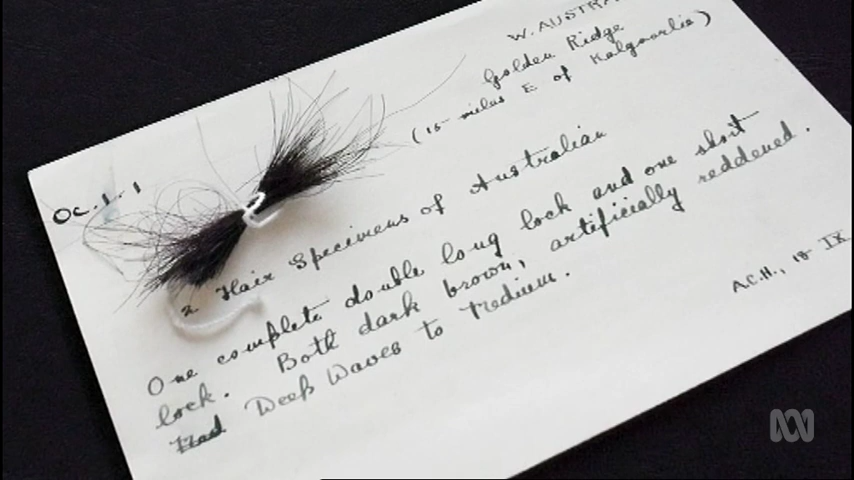 W. AUSTRA
Golden Ridge
(15 miles E of Kalgoorlie)
OC. 1. 1
2 Hair Specimens of Australian
One complete double long lock and one short
lock. Both dark brown, artificially reddened.
Deep Waves to Medium.
A.C.H., 18 IX